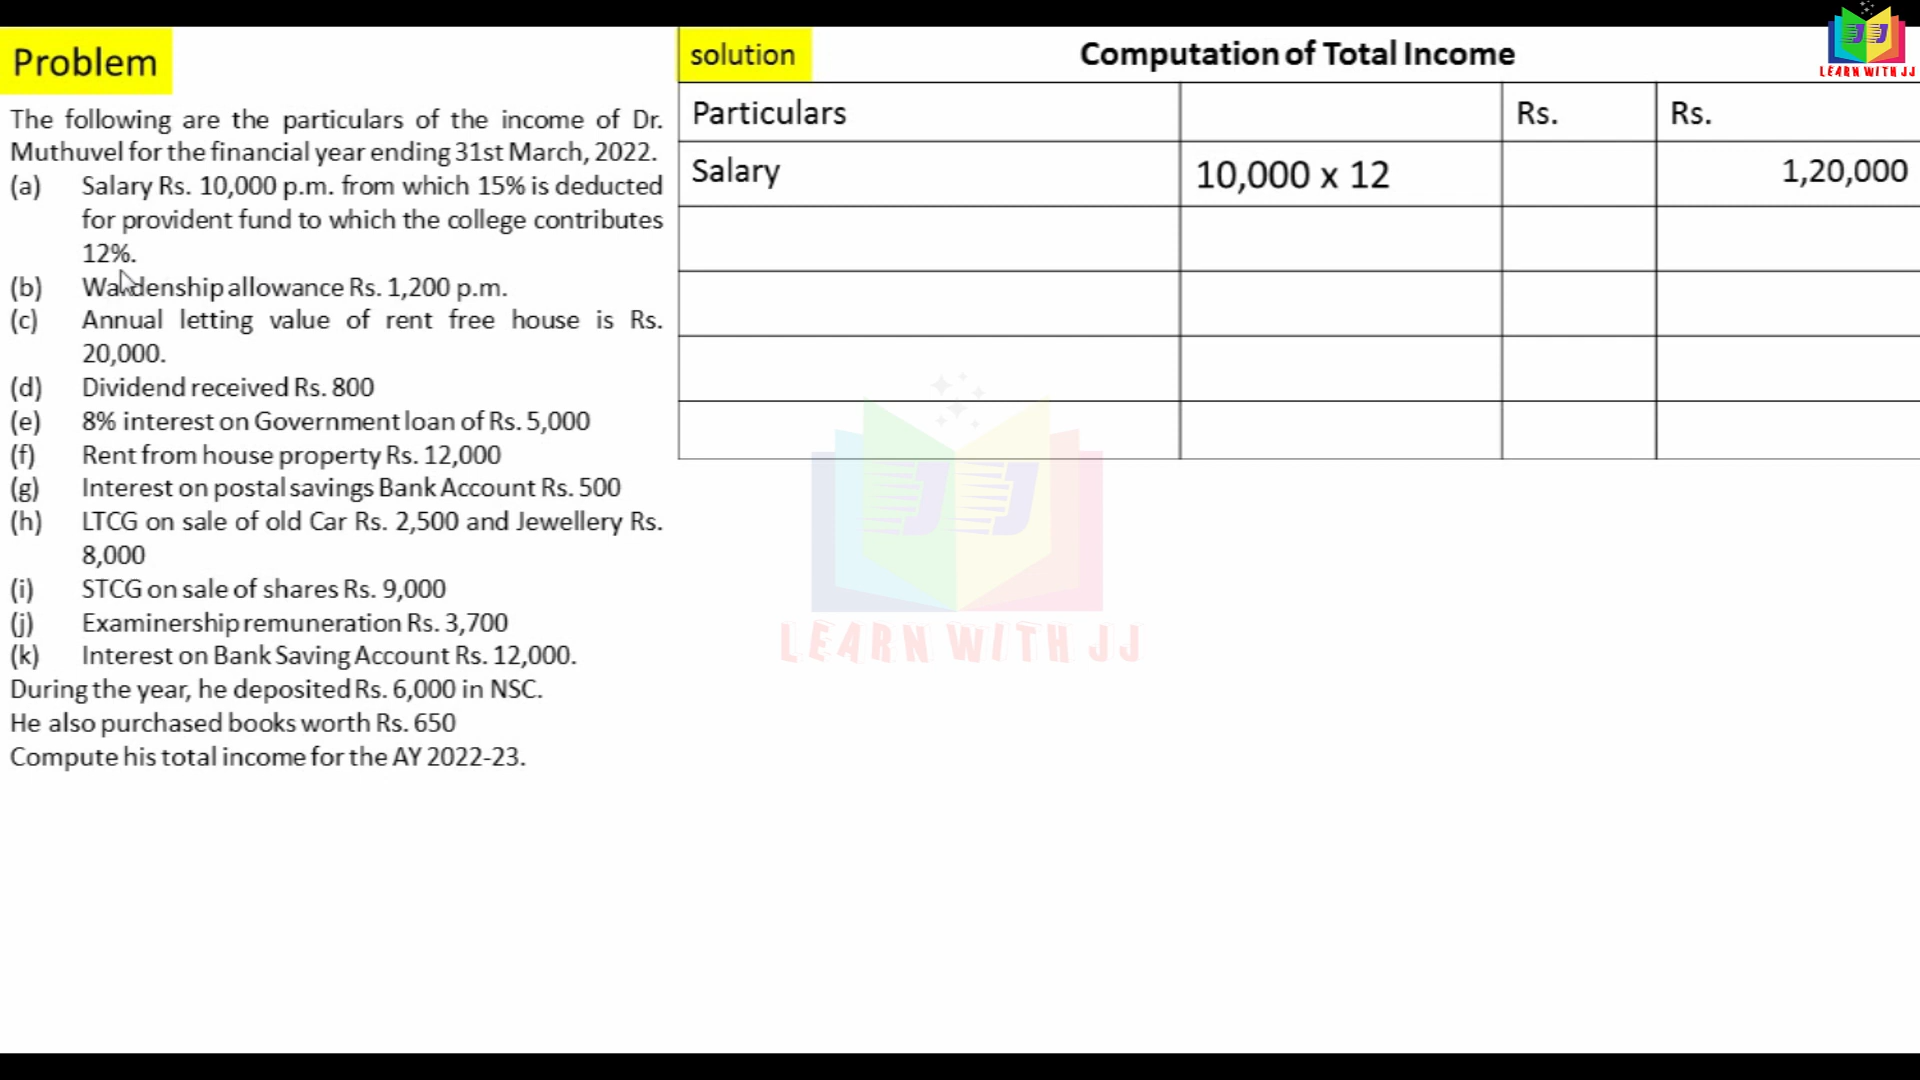 Problem
The following are the particulars of the income of Dr.
Muthuvel for the financial year ending 31st March, 2022.
(a) Salary Rs. 10,000 p.m. from which 15% is deducted
for provident fund to which the college contributes
12%.
(b) Wardenship allowance Rs. 1,200 p.m.
(c) Annual letting value of rent free house is Rs.
20,000.
(d) Dividend received Rs. 800
(e) 8% interest on Government loan of Rs. 5,000
(f) Rent from house property Rs. 12,000
(g) Interest on postal savings Bank Account Rs. 500
(h) LTCG on sale of old Car Rs. 2,500 and Jewellery Rs.
8,000
(i) STCG on sale of shares Rs. 9,000
(j) Examinership remuneration Rs. 3,700
(k) Interest on Bank Saving Account Rs. 12,000.
During the year, he deposited Rs. 6,000 in NSC.
He also purchased books worth Rs. 650
Compute his total income for the AY 2022-23.
solution
Computation of Total Income
Particulars Rs. Rs.
Salary 10,000 x 12 1,20,000
JJ
LEARN WITH JJ
JJ
LEARN WITH JJ